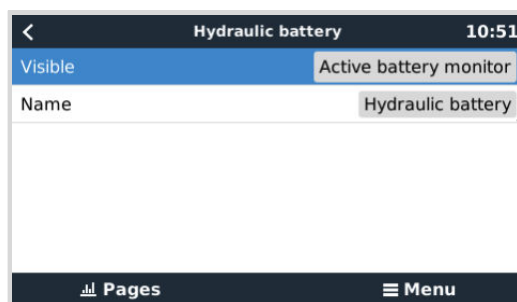 Hydraulic battery 10:51
Visible Active battery monitor
Name Hydraulic battery
Pages Menu